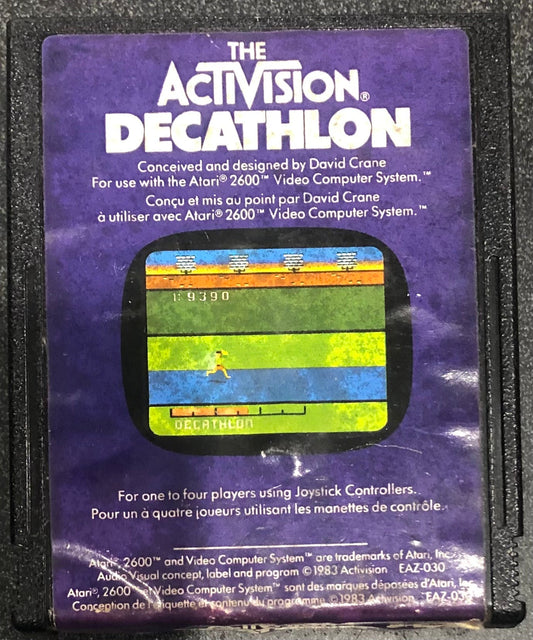 THE
ACTIVISION®
DECATHLON
Conceived and designed by David Crane
For use with the Atari® 2600™ Video Computer System.™
Conçu et mis au point par David Crane
à utiliser avec Atari® 2600™ Video Computer System.™
1:9390
DECATHLON
For one to four players using Joystick Controllers.
Pour un à quatre joueurs utilisant les manettes de contrôle.
Atari® 2600™ and Video Computer System™ are trademarks of Atari, Inc.
Audio Visual concept, label and program ©1983 Activision EAZ-030
Atari®, 2600™ Video Computer System™ sont des marques déposées d'Atari, Inc.
Conception de l'étiquette et contenu du programme ©1983 Activision EAZ-030